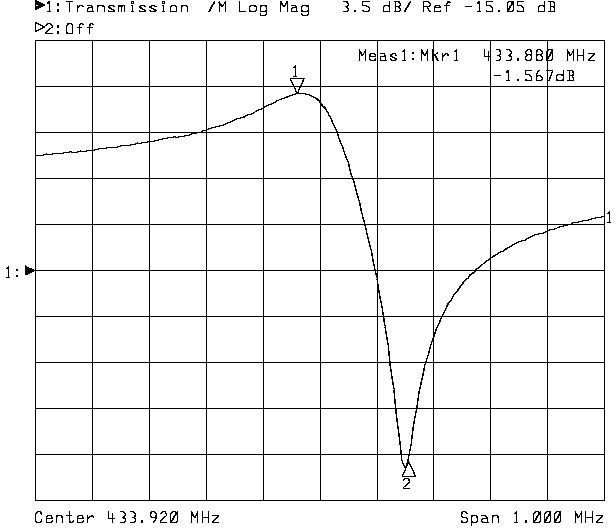 ▶1:Transmission /M Log Mag 3.5 dB/ Ref -15.05 dB
▷2:Off
Meas1:Mkr1 433.880 MHz
-1.567dB
1
1
1:▶
2
Center 433.920 MHz Span 1.000 MHz